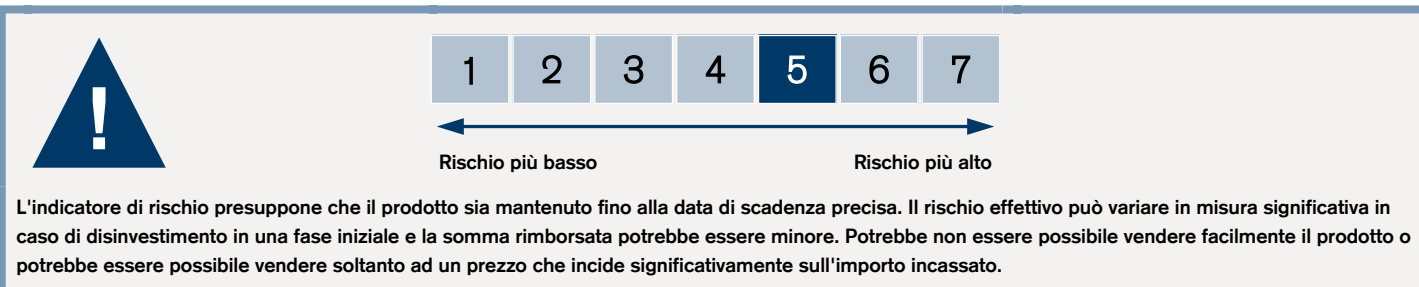 !
1 2 3 4 5 6 7
Rischio più basso Rischio più alto
L'indicatore di rischio presuppone che il prodotto sia mantenuto fino alla data di scadenza precisa. Il rischio effettivo può variare in misura significativa in
caso di disinvestimento in una fase iniziale e la somma rimborsata potrebbe essere minore. Potrebbe non essere possibile vendere facilmente il prodotto o
potrebbe essere possibile vendere soltanto ad un prezzo che incide significativamente sull'importo incassato.